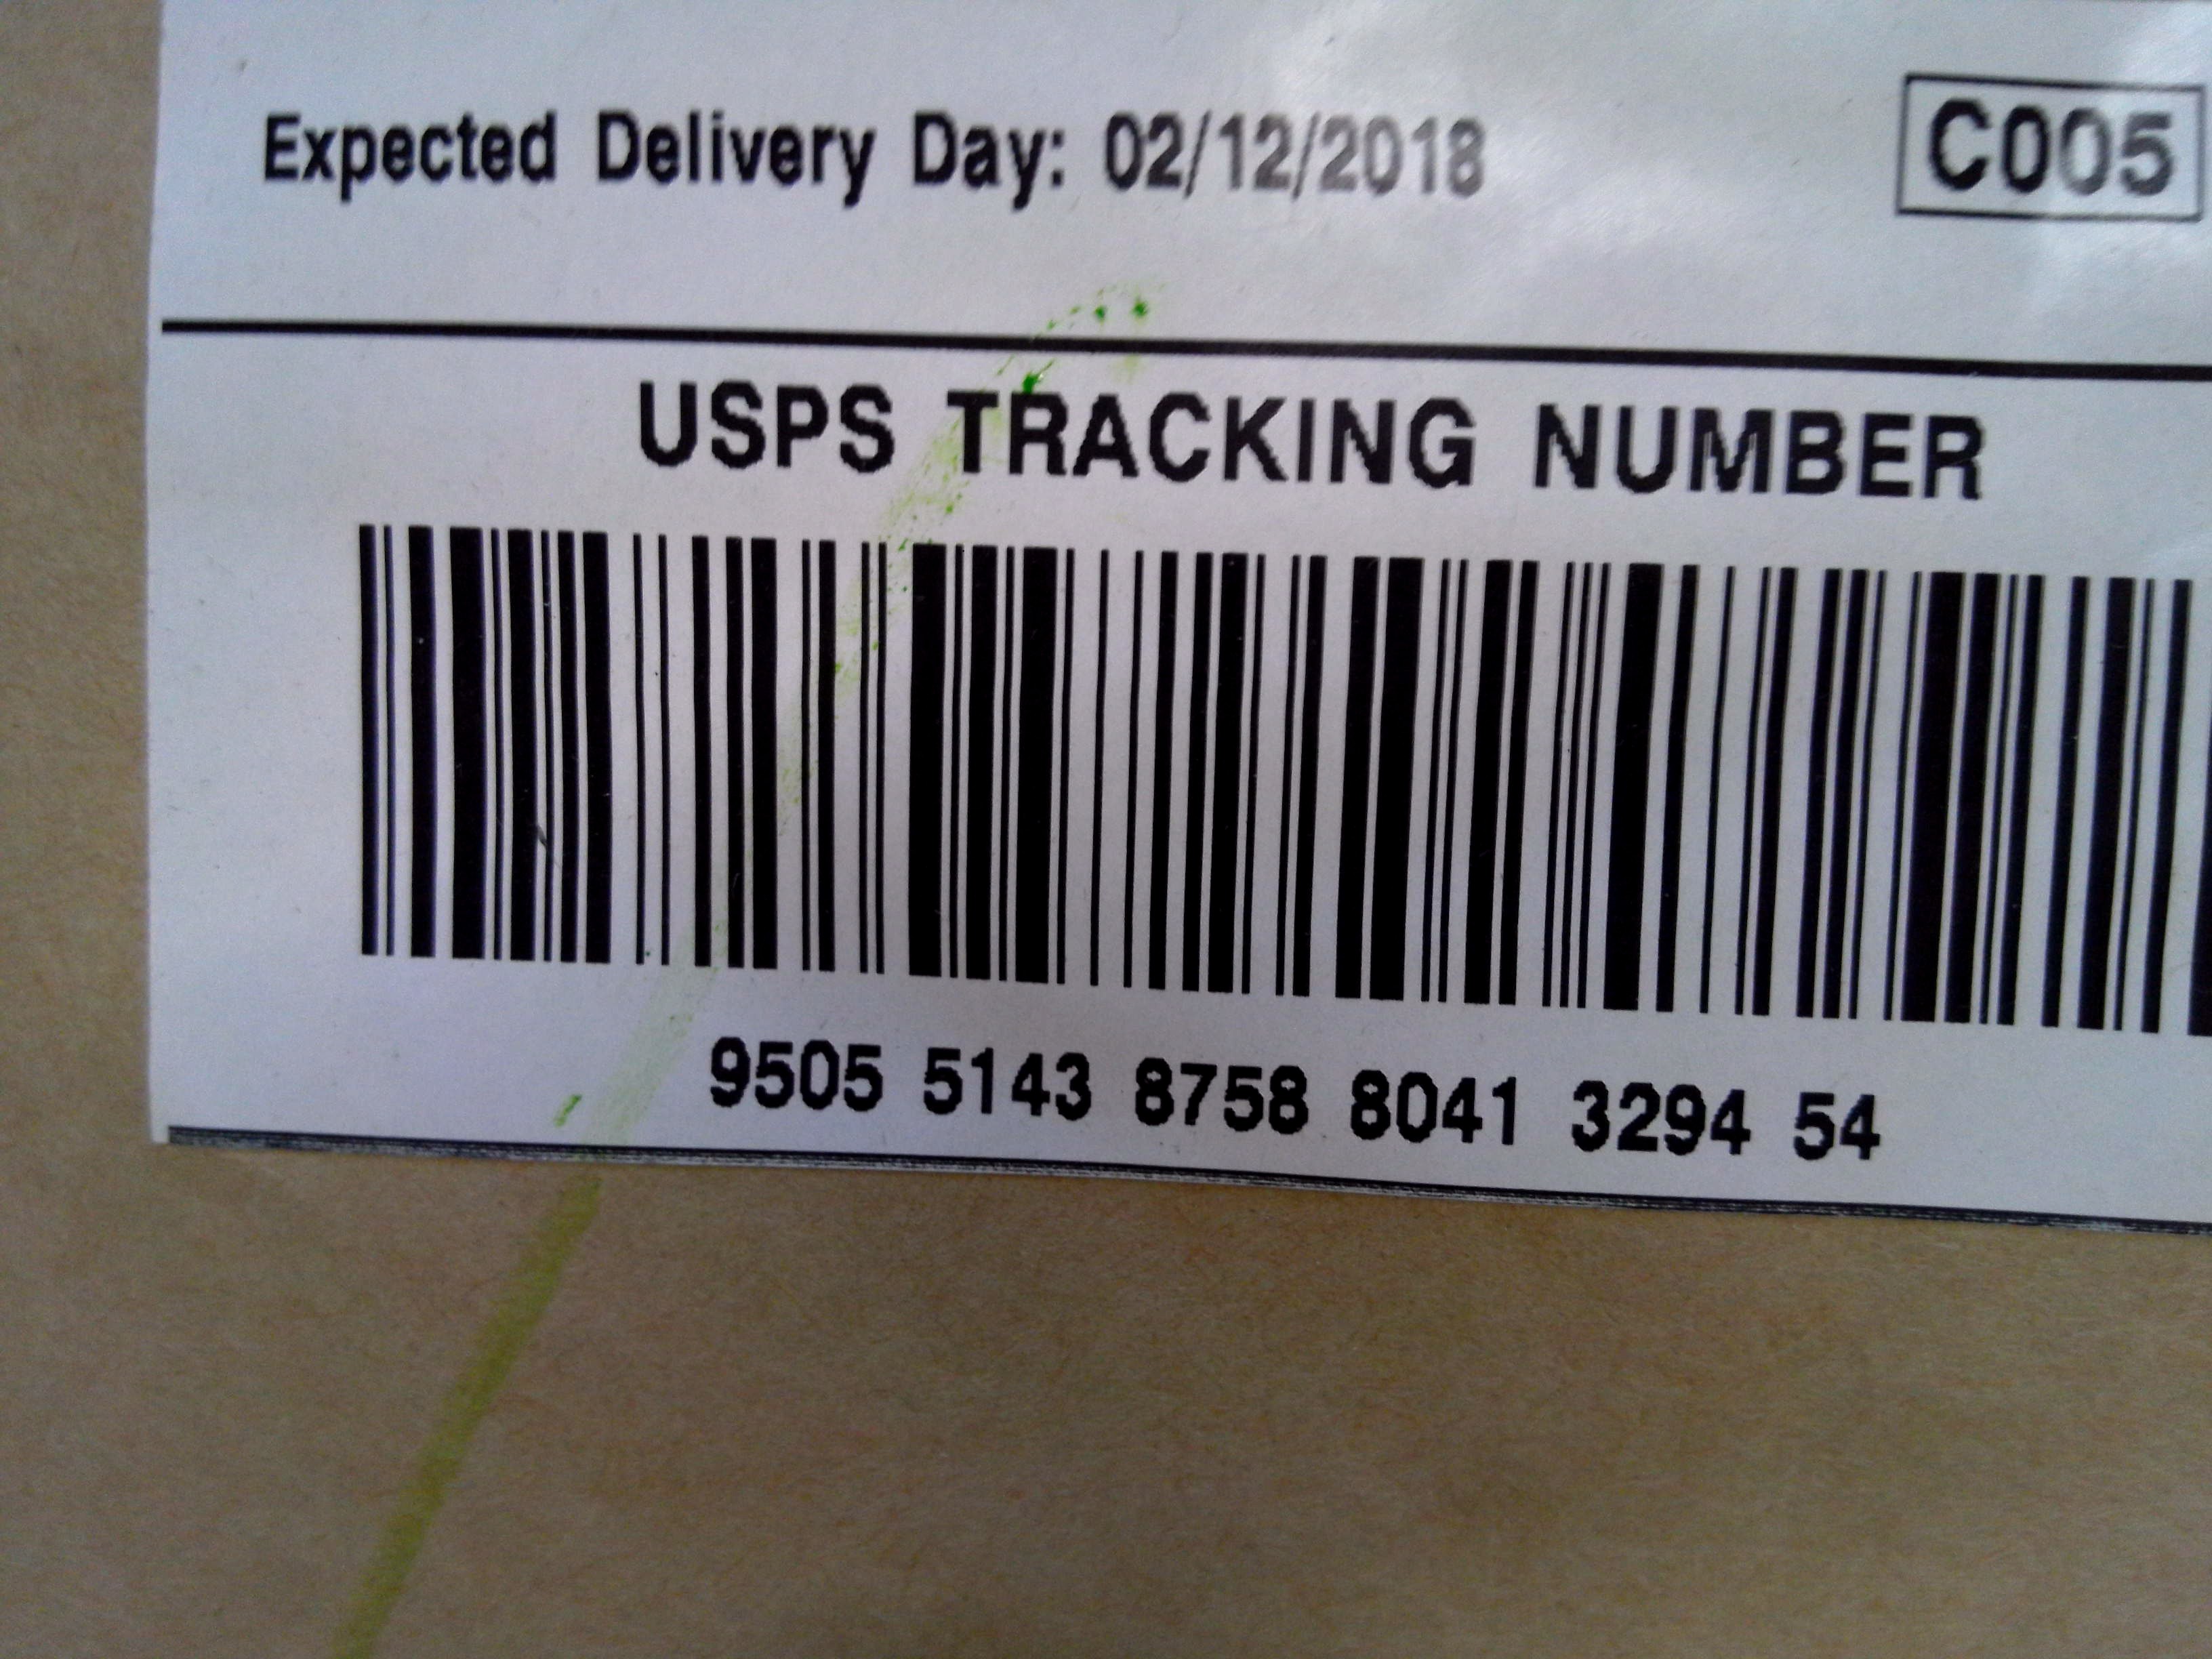 Expected Delivery Day: 02/12/2018
C005
USPS TRACKING NUMBER
9505 5143 8758 8041 3294 54